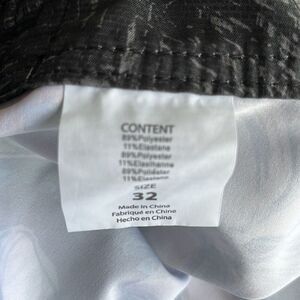 CONTENT
89%Polyester
11%Elastane
89%Polyester
11%Elasthanne
89%Poliéster
11%Elastano
SIZE
32
Made in China
Fabriqué en Chine
Hecho en China